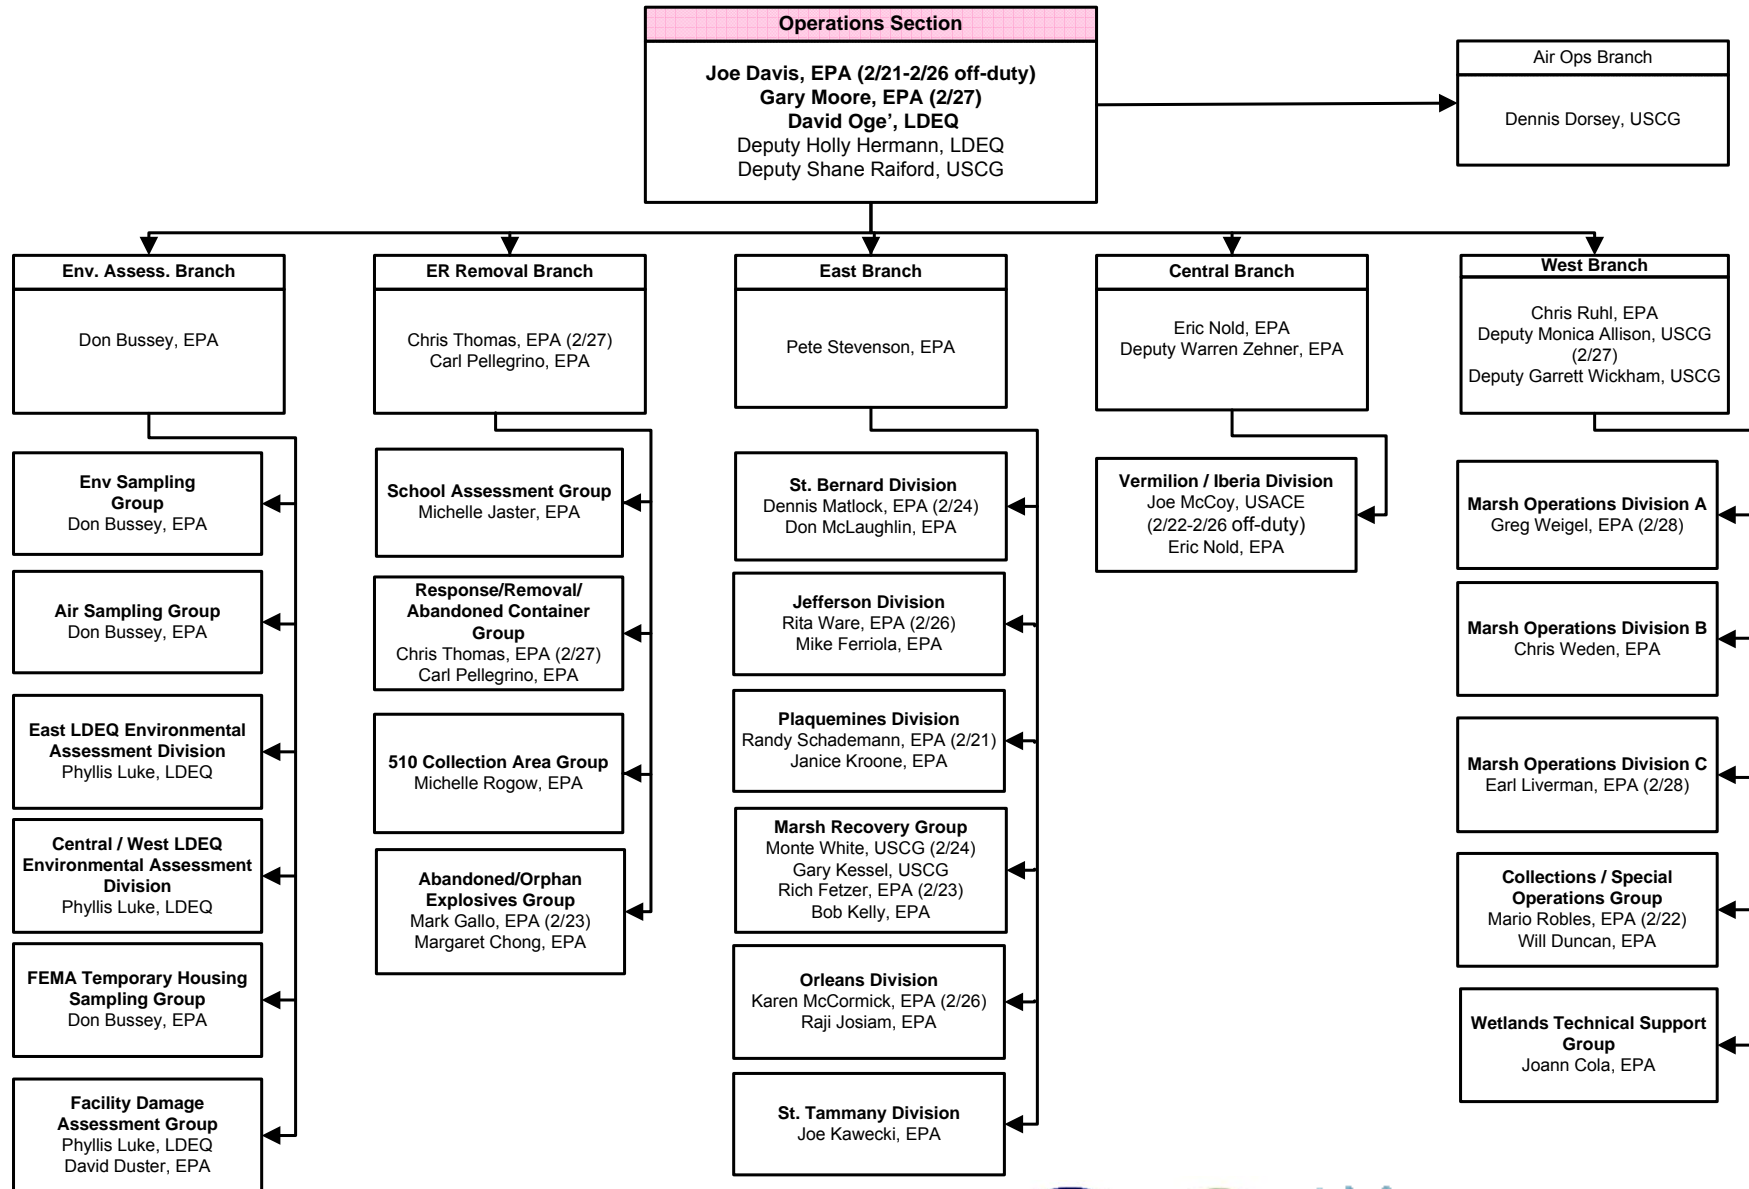 Operations Section
Joe Davis, EPA (2/21-2/26 off-duty)
Gary Moore, EPA (2/27)
David Oge’, LDEQ
Deputy Holly Hermann, LDEQ
Deputy Shane Raiford, USCG
Air Ops Branch
Dennis Dorsey, USCG
Env. Assess. Branch
Don Bussey, EPA
Env Sampling
Group
Don Bussey, EPA
Air Sampling Group
Don Bussey, EPA
East LDEQ Environmental
Assessment Division
Phyllis Luke, LDEQ
Central / West LDEQ
Environmental Assessment
Division
Phyllis Luke, LDEQ
FEMA Temporary Housing
Sampling Group
Don Bussey, EPA
Facility Damage
Assessment Group
Phyllis Luke, LDEQ
David Duster, EPA
ER Removal Branch
Chris Thomas, EPA (2/27)
Carl Pellegrino, EPA
School Assessment Group
Michelle Jaster, EPA
Response/Removal/
Abandoned Container
Group
Chris Thomas, EPA (2/27)
Carl Pellegrino, EPA
510 Collection Area Group
Michelle Rogow, EPA
Abandoned/Orphan
Explosives Group
Mark Gallo, EPA (2/23)
Margaret Chong, EPA
East Branch
Pete Stevenson, EPA
St. Bernard Division
Dennis Matlock, EPA (2/24)
Don McLaughlin, EPA
Jefferson Division
Rita Ware, EPA (2/26)
Mike Ferriola, EPA
Plaquemines Division
Randy Schademann, EPA (2/21)
Janice Kroone, EPA
Marsh Recovery Group
Monte White, USCG (2/24)
Gary Kessel, USCG
Rich Fetzer, EPA (2/23)
Bob Kelly, EPA
Orleans Division
Karen McCormick, EPA (2/26)
Raji Josiam, EPA
St. Tammany Division
Joe Kawecki, EPA
Central Branch
Eric Nold, EPA
Deputy Warren Zehner, EPA
Vermilion / Iberia Division
Joe McCoy, USACE
(2/22-2/26 off-duty)
Eric Nold, EPA
West Branch
Chris Ruhl, EPA
Deputy Monica Allison, USCG
(2/27)
Deputy Garrett Wickham, USCG
Marsh Operations Division A
Greg Weigel, EPA (2/28)
Marsh Operations Division B
Chris Weden, EPA
Marsh Operations Division C
Earl Liverman, EPA (2/28)
Collections / Special
Operations Group
Mario Robles, EPA (2/22)
Will Duncan, EPA
Wetlands Technical Support
Group
Joann Cola, EPA